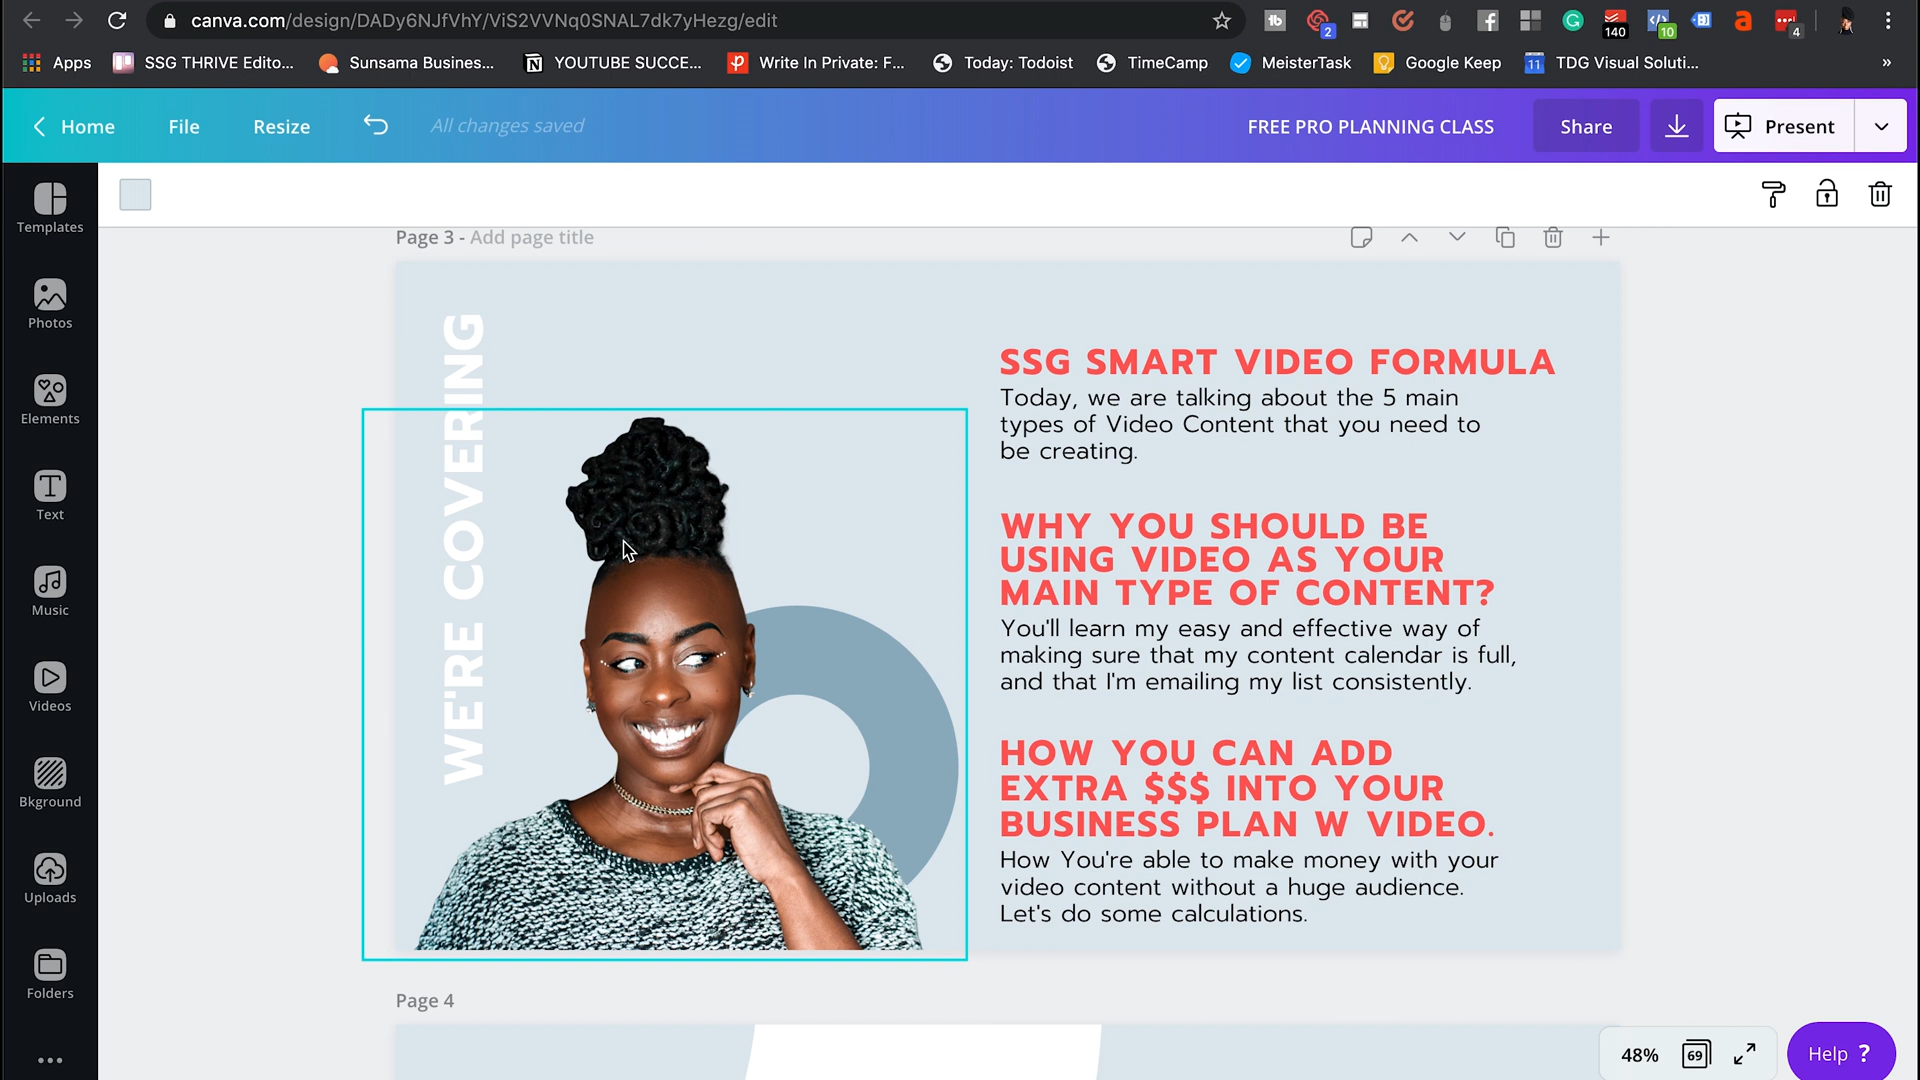 canva.com/design/DADy6NJfVhY/ViS2VVNq0SNAL7dk7yHezg/edit
2
140
10
4
Apps
SSG THRIVE Edito...
Sunsama Busines...
YOUTUBE SUCCE...
Write In Private: F...
Today: Todoist
TimeCamp
MeisterTask
Google Keep
11
TDG Visual Soluti...
»
Home
File
Resize
All changes saved
FREE PRO PLANNING CLASS
Share
Present
Templates
Photos
Elements
Text
Music
Videos
Bkground
Uploads
Folders
Page 3 - Add page title
WE'RE COVERING
SSG SMART VIDEO FORMULA
Today, we are talking about the 5 main
types of Video Content that you need to
be creating.
WHY YOU SHOULD BE
USING VIDEO AS YOUR
MAIN TYPE OF CONTENT?
You'll learn my easy and effective way of
making sure that my content calendar is full,
and that I'm emailing my list consistently.
HOW YOU CAN ADD
EXTRA $$$ INTO YOUR
BUSINESS PLAN W VIDEO.
How You're able to make money with your
video content without a huge audience.
Let's do some calculations.
Page 4
48%
69
Help ?